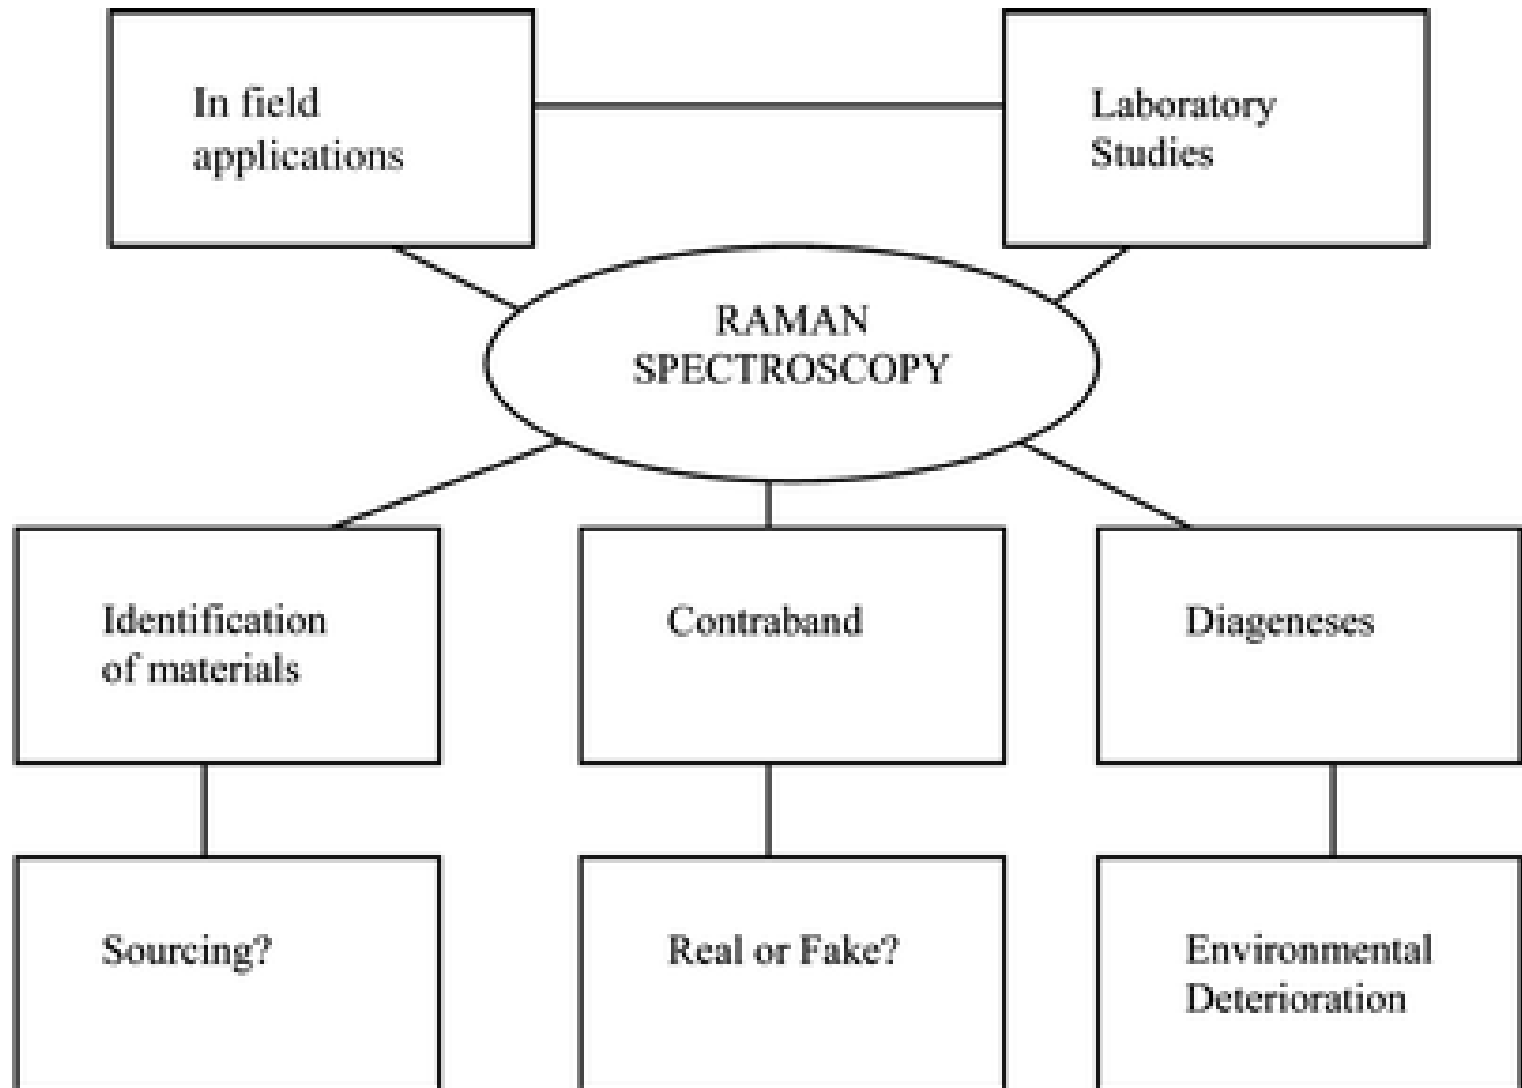 In field
applications
Laboratory
Studies
RAMAN
SPECTROSCOPY
Identification
of materials
Contraband
Diageneses
Sourcing?
Real or Fake?
Environmental
Deterioration